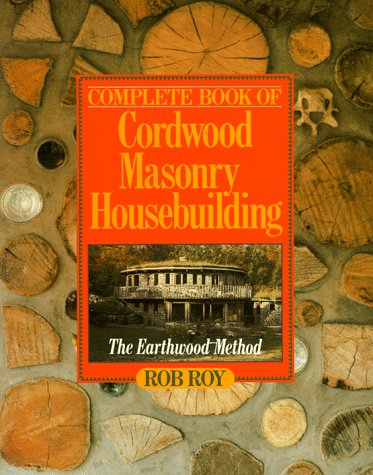 COMPLETE BOOK OF
Cordwood
Masonry
Housebuilding
The Earthwood Method
ROB ROY